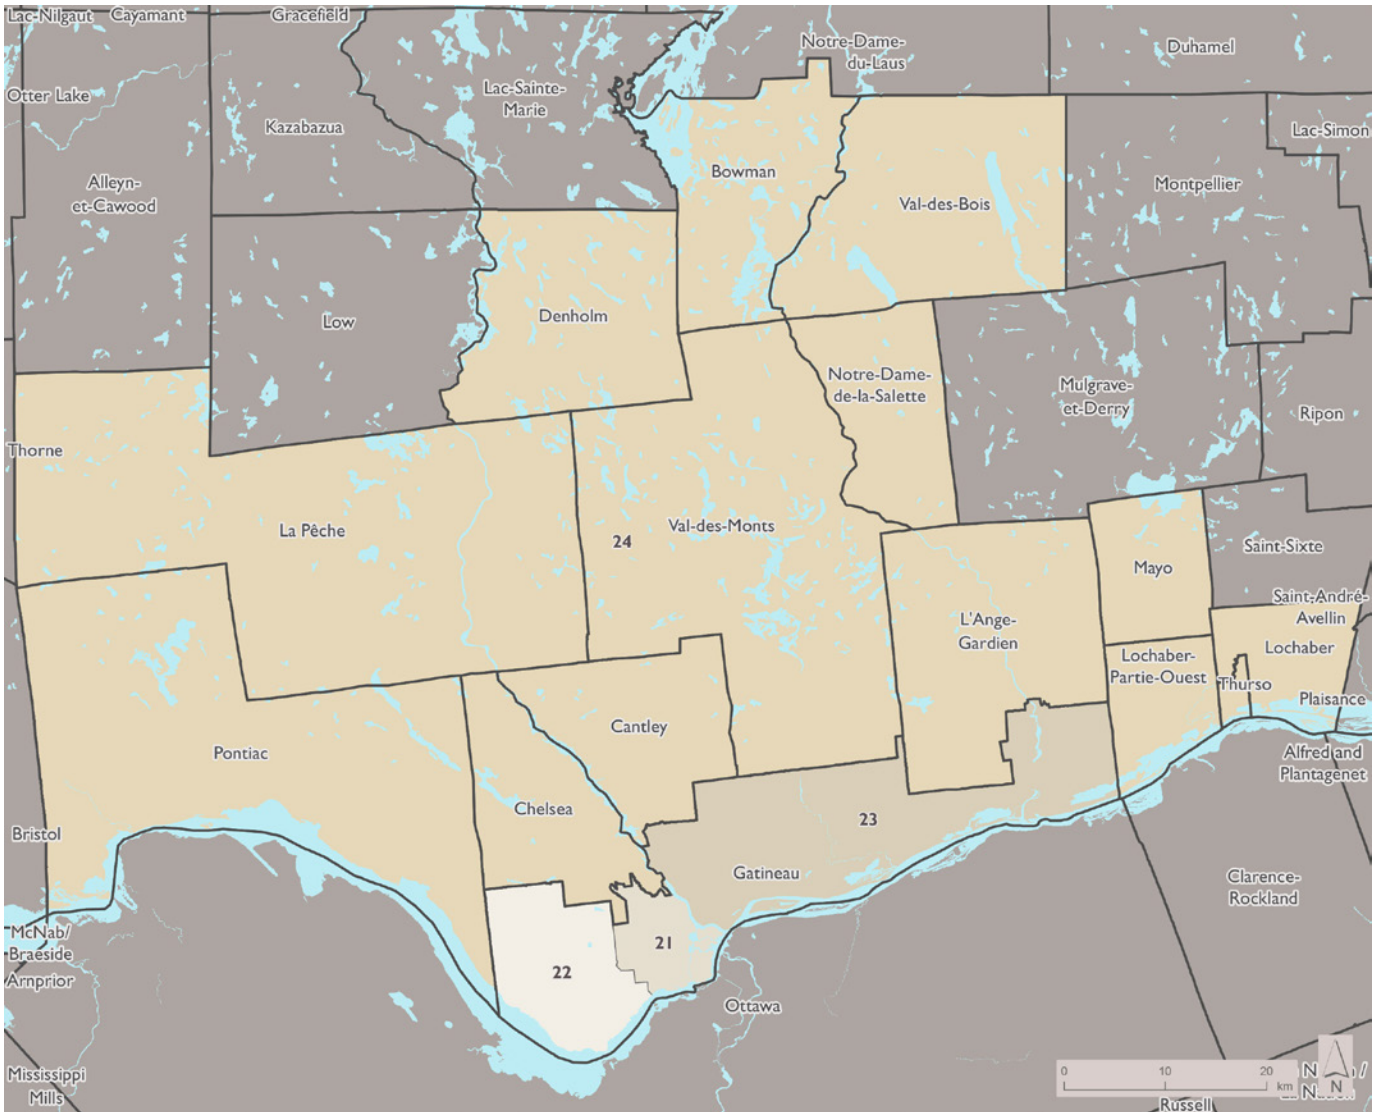 Lac-Nilgaut
Cayamant
Gracefield
Notre-Dame-
du-Laus
Duhamel
Otter Lake
Kazabazua
Lac-Sainte-
Marie
Lac-Simon
Alleyn-
et-Cawood
Bowman
Montpellier
Val-des-Bois
Low
Denholm
Notre-Dame-
de-la-Salette
Mulgrave-
et-Derry
Ripon
Thorne
La Pêche
24
Val-des-Monts
Saint-Sixte
Mayo
Saint-André-
Avellin
L'Ange-
Gardien
Lochaber
Lochaber-
Partie-Ouest
Thurso
Plaisance
Cantley
Pontiac
Alfred and
Plantagenet
Chelsea
23
Bristol
Gatineau
Clarence-
Rockland
McNab/
Braeside
21
22
Arnprior
Ottawa
Mississippi
Mills
0 10 20
km
N
Russell